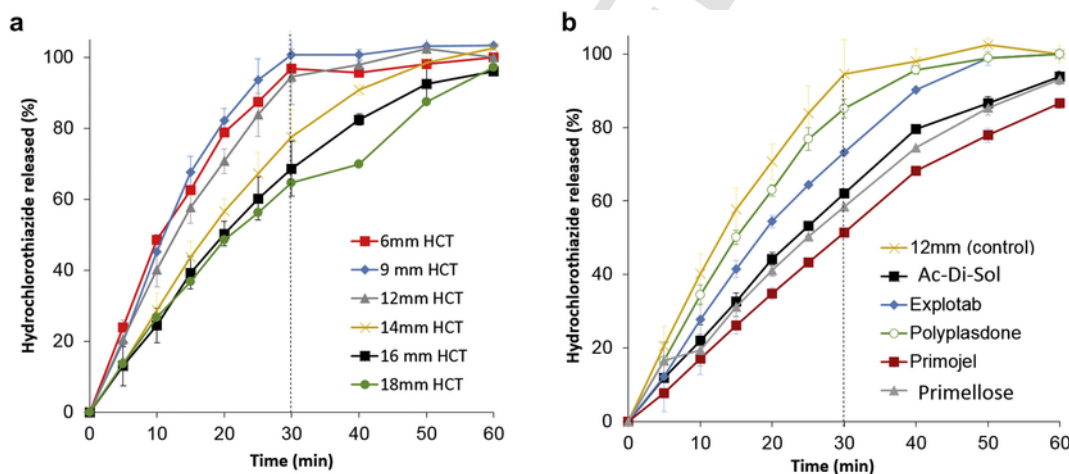 a
Hydrochlorothiazide released (%)
100
80
60
40
20
0
0 10 20 30 40 50 60
Time (min)
6mm HCT
9 mm HCT
12mm HCT
14mm HCT
16 mm HCT
18mm HCT
b
Hydrochlorothiazide released (%)
100
80
60
40
20
0
0 10 20 30 40 50 60
Time (min)
12mm (control)
Ac-Di-Sol
Explotab
Polyplasdone
Primojel
Primellose